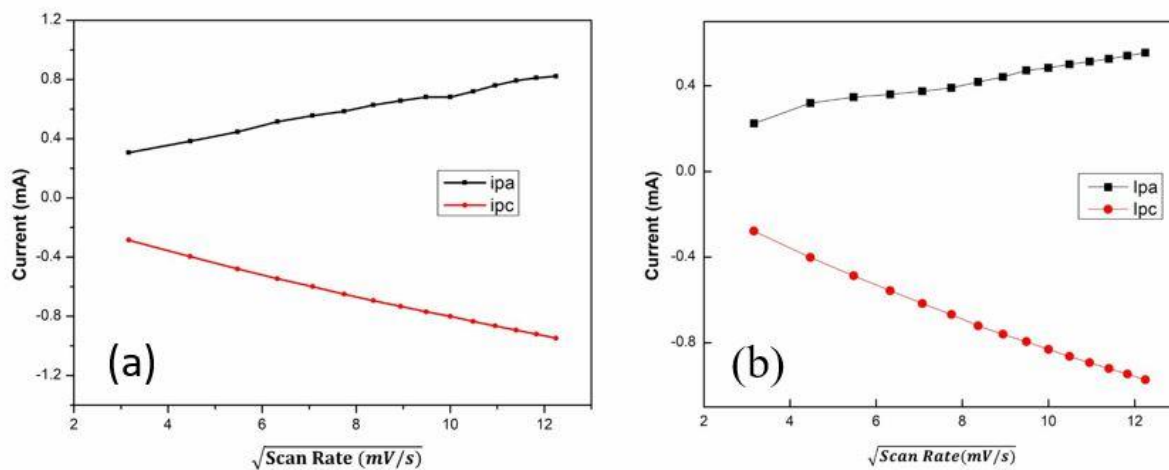 1.2
0.8
0.4
0.0
-0.4
-0.8
-1.2
Current (mA)
ipa
ipc
(a)
2 4 6 8 10 12
√Scan Rate (mV/s)
0.4
0.0
-0.4
-0.8
Current (mA)
Ipa
Ipc
(b)
2 4 6 8 10 12
√Scan Rate(mV/s)